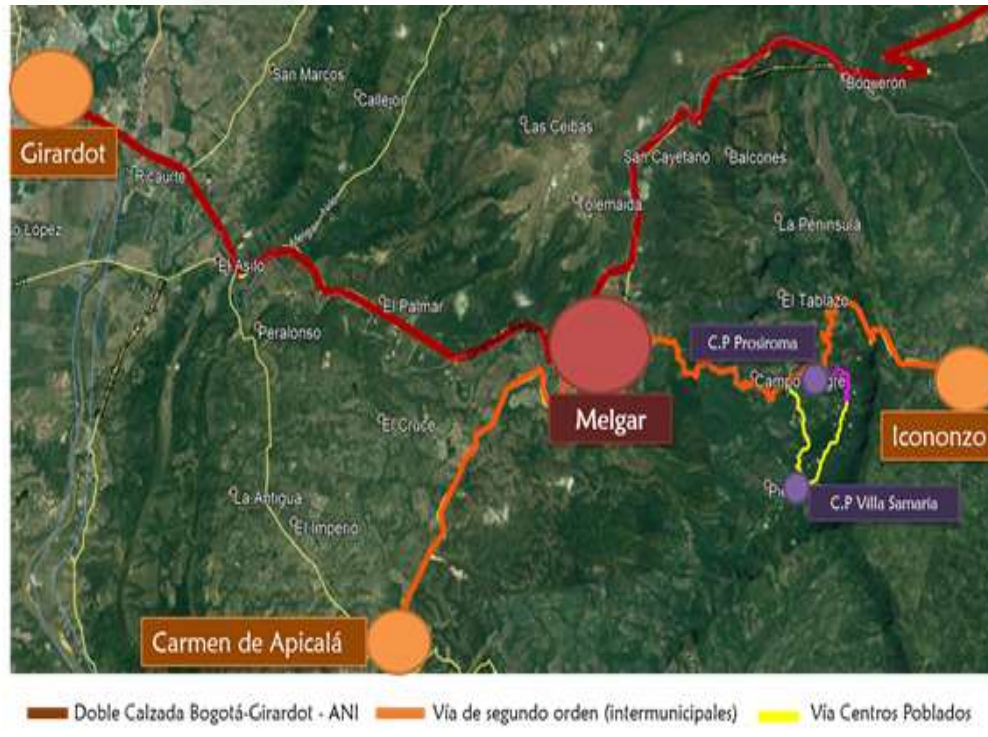 San Marcos
Callejon
Boquerón
Girardot
Las Ceibas
San Cayetano
Balcones
Ricaurte
Tolemaida
La Península
o López
El Asilo
El Tablazo
El Palmar
Peralonso
C.P Prosiroma
Campo
Melgar
El Cruce
Icononzo
La Antigua
C.P Villa Samaria
El Imperio
Carmen de Apicalá
Doble Calzada Bogotá-Girardot - ANI
Vía de segundo orden (intermunicipales)
Vía Centros Poblados